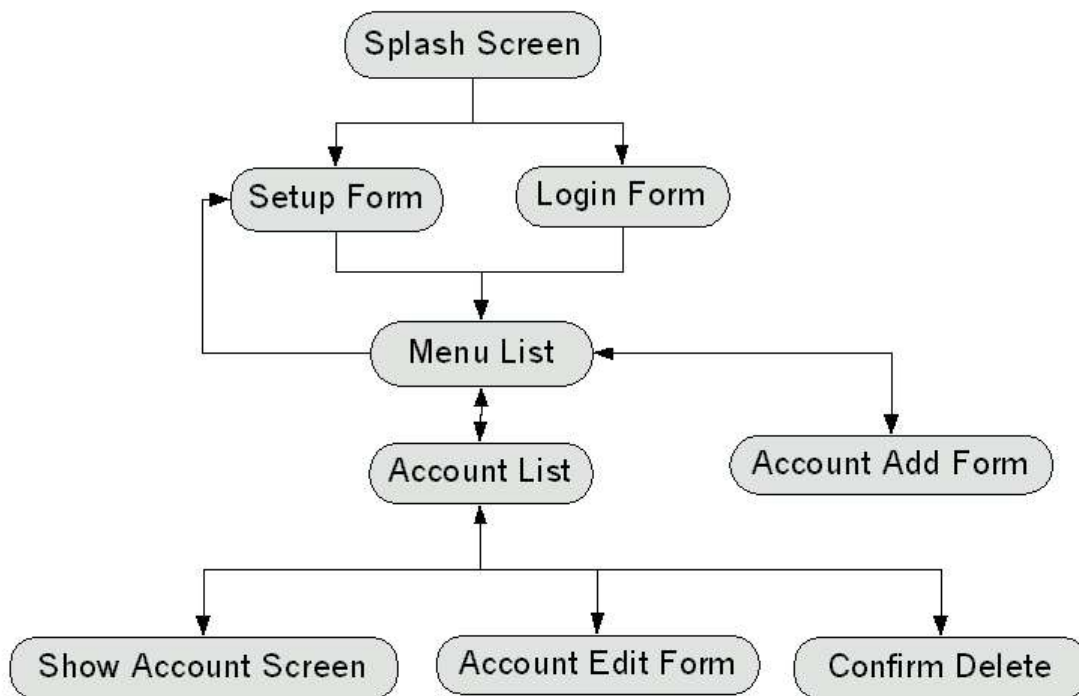 Splash Screen
Setup Form
Login Form
Menu List
Account List
Account Add Form
Show Account Screen
Account Edit Form
Confirm Delete